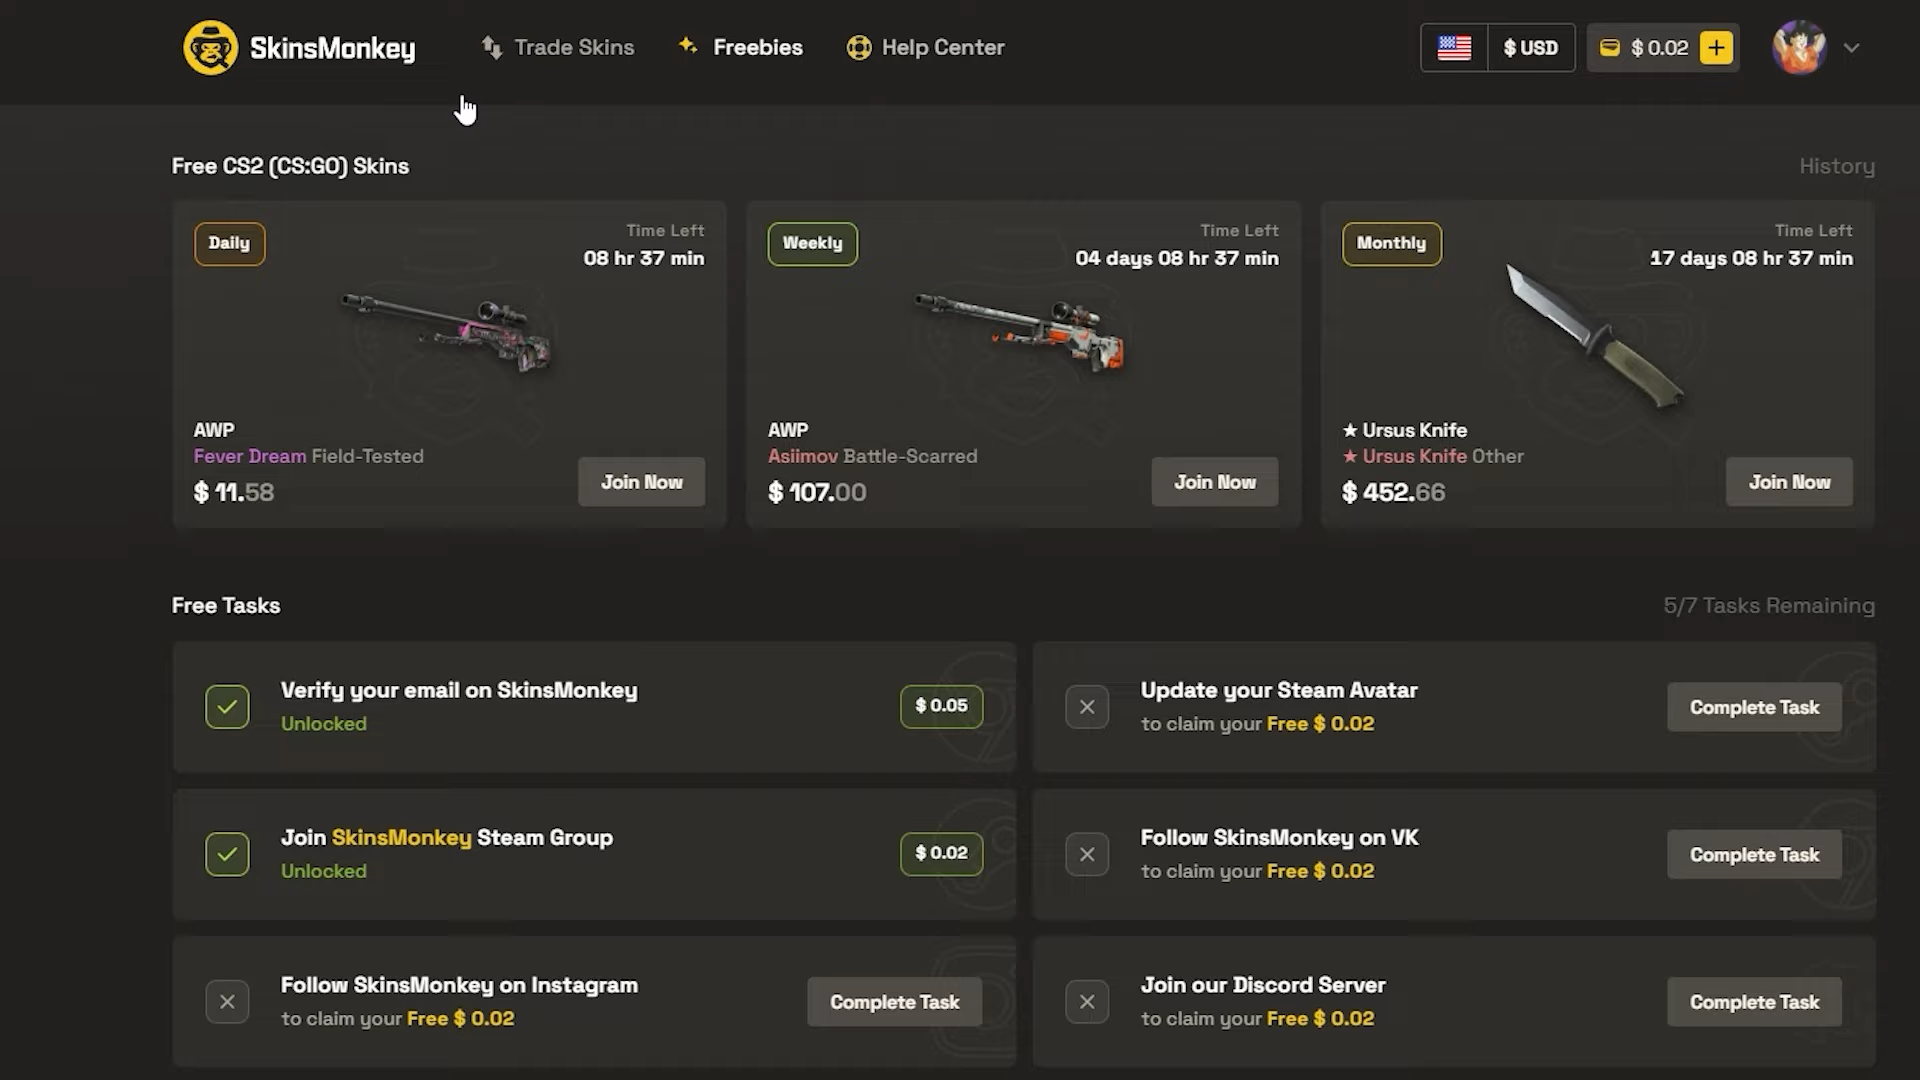 SkinsMonkey
Trade Skins
Freebies
Help Center
$ USD
$ 0.02
Free CS2 (CS:GO) Skins
History
Daily
Time Left
08 hr 37 min
AWP
Fever Dream Field-Tested
$ 11.58
Join Now
Weekly
Time Left
04 days 08 hr 37 min
AWP
Asiimov Battle-Scarred
$ 107.00
Join Now
Monthly
Time Left
17 days 08 hr 37 min
★ Ursus Knife
★ Ursus Knife Other
$ 452.66
Join Now
Free Tasks
5/7 Tasks Remaining
Verify your email on SkinsMonkey
Unlocked
$ 0.05
Update your Steam Avatar
to claim your Free $ 0.02
Complete Task
Join SkinsMonkey Steam Group
Unlocked
$ 0.02
Follow SkinsMonkey on VK
to claim your Free $ 0.02
Complete Task
Follow SkinsMonkey on Instagram
to claim your Free $ 0.02
Complete Task
Join our Discord Server
to claim your Free $ 0.02
Complete Task